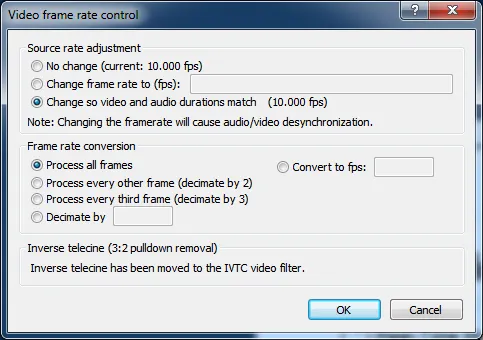 Video frame rate control
Source rate adjustment
No change (current: 10.000 fps)
Change frame rate to (fps):
Change so video and audio durations match (10.000 fps)
Note: Changing the framerate will cause audio/video desynchronization.
Frame rate conversion
Process all frames
Convert to fps:
Process every other frame (decimate by 2)
Process every third frame (decimate by 3)
Decimate by
Inverse telecine (3:2 pulldown removal)
Inverse telecine has been moved to the IVTC video filter.
OK
Cancel